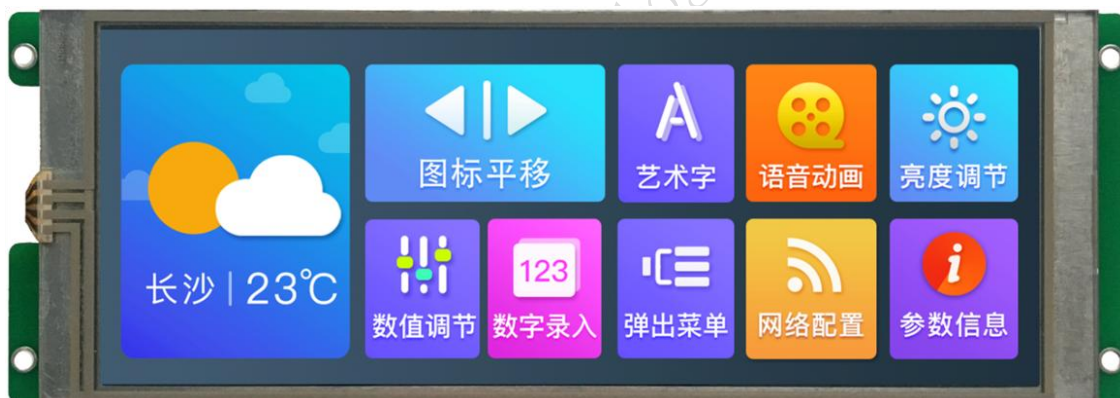 长沙 | 23℃
图标平移
艺术字
语音动画
亮度调节
数值调节
123
数字录入
弹出菜单
网络配置
i
参数信息